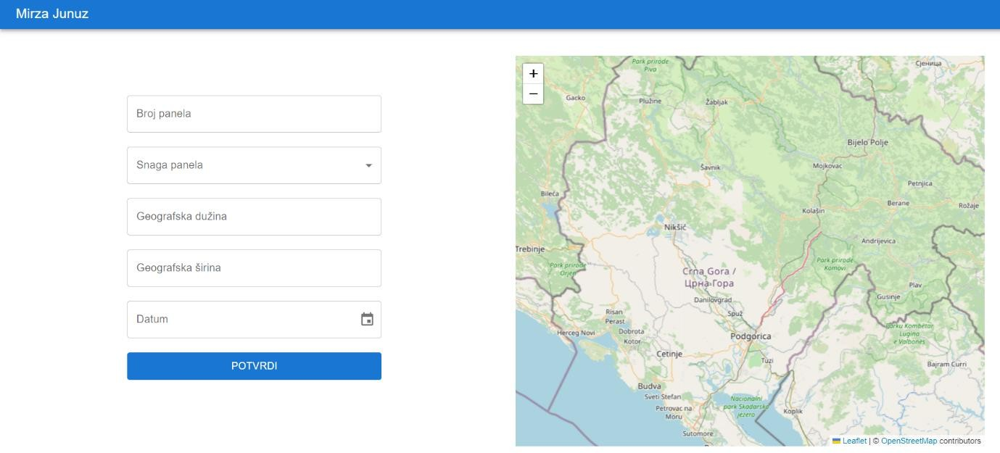 Mirza Junuz
Broj panela
Snaga panela
Geografska dužina
Geografska širina
Datum
POTVRDI
+
−
Park prirode
Piva
Сјеница
Gacko
Plužine
Žabljak
Bijelo Polje
Šavnik
Mojkovac
Petnjica
Bileća
Kolašin
Berane
Rožaje
Nikšić
Andrijevica
Trebinje
Park prirode
Orjen
Park prirode
Komovi
Crna Gora /
Црна Гора
Plav
Danilovgrad
Gusinje
Risan
Spuž
Perast
Herceg Novi
Dobrota
Kotor
Podgorica
Parku Kombëtar
Lugina
e Valbonës
Cetinje
Tuzi
Bajram Curri
Budva
Sveti Stefan
Nacionalni
park Skadarsko
jezero
Petrovac na
Moru
Koplik
Sutomore
Leaflet | © OpenStreetMap contributors